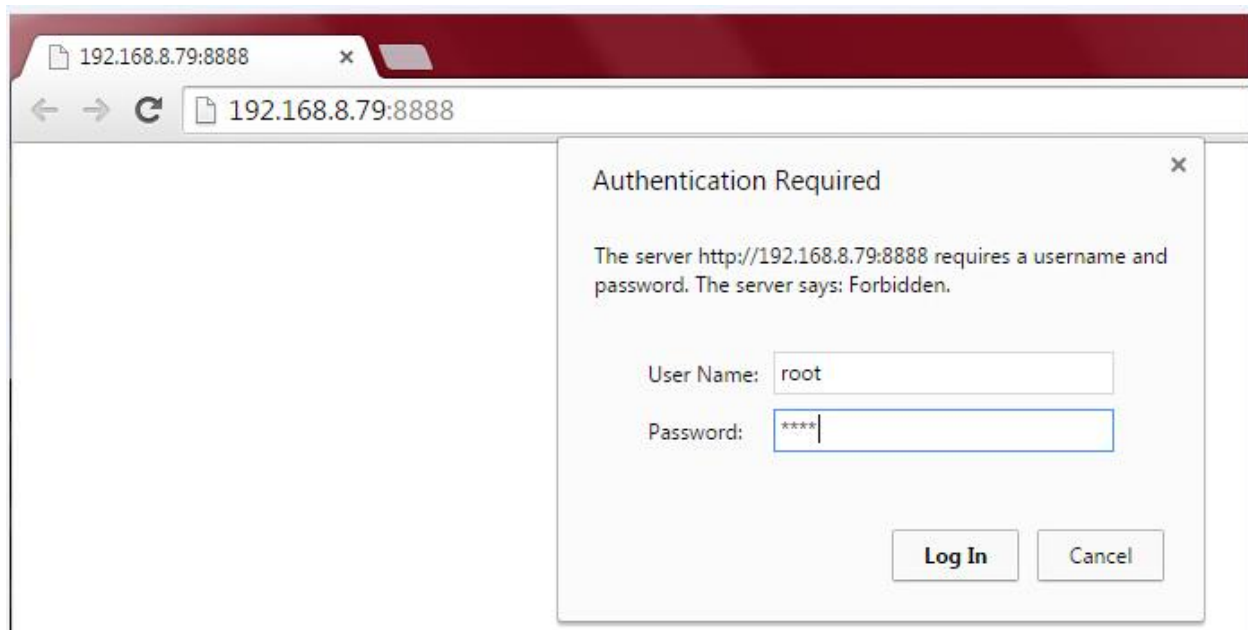 192.168.8.79:8888
192.168.8.79:8888
Authentication Required
The server http://192.168.8.79:8888 requires a username and
password. The server says: Forbidden.
User Name: root
Password: ****
Log In Cancel